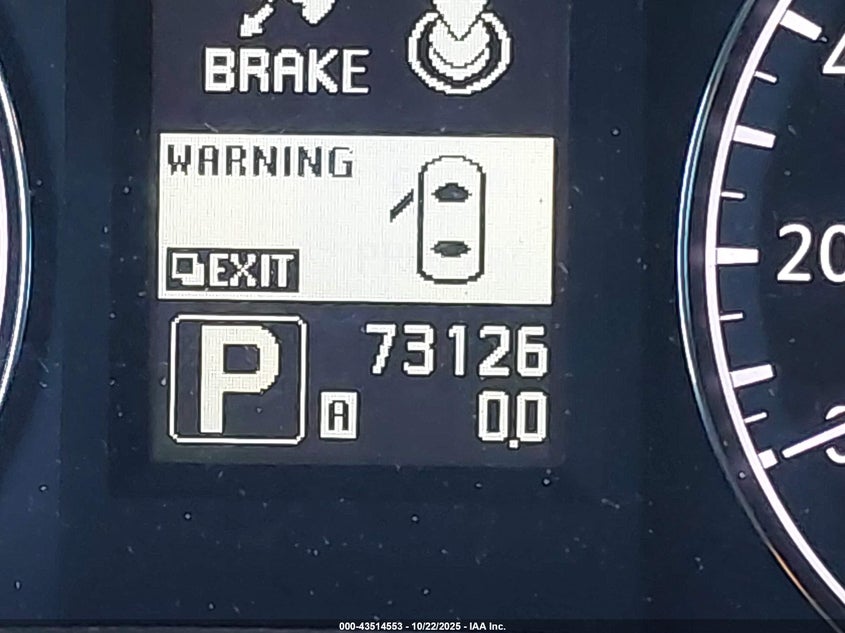 BRAKE
WARNING
EXIT
P
73126
A
0.0
20
000-43514553 - 10/22/2025 - IAA Inc.